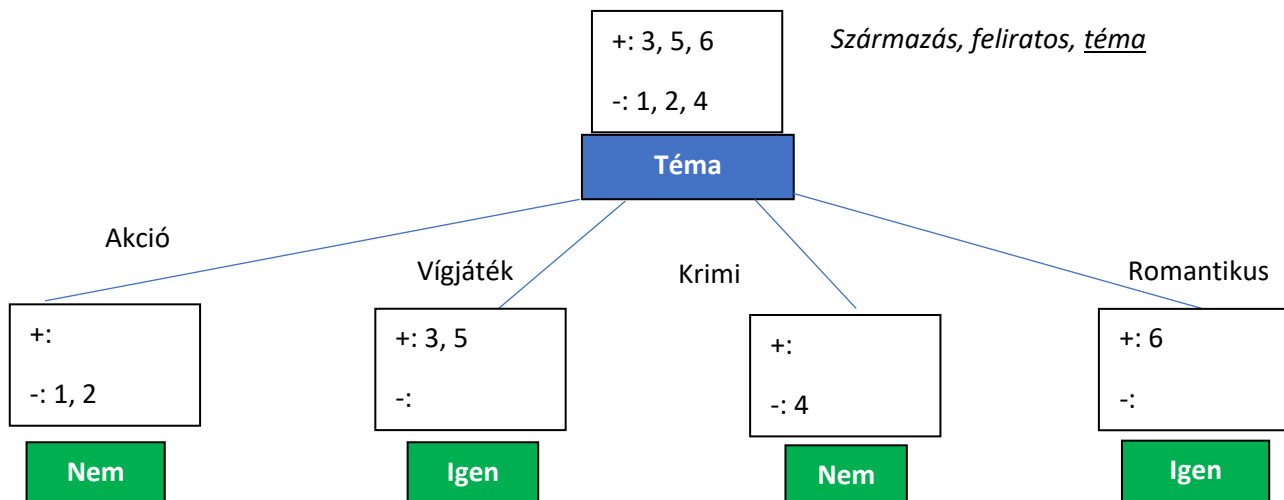 +: 3, 5, 6
-: 1, 2, 4
Származás, feliratos, téma
Téma
Akció
Vígjáték
Krimi
Romantikus
+:
-: 1, 2
Nem
+: 3, 5
-:
Igen
+:
-: 4
Nem
+: 6
-:
Igen